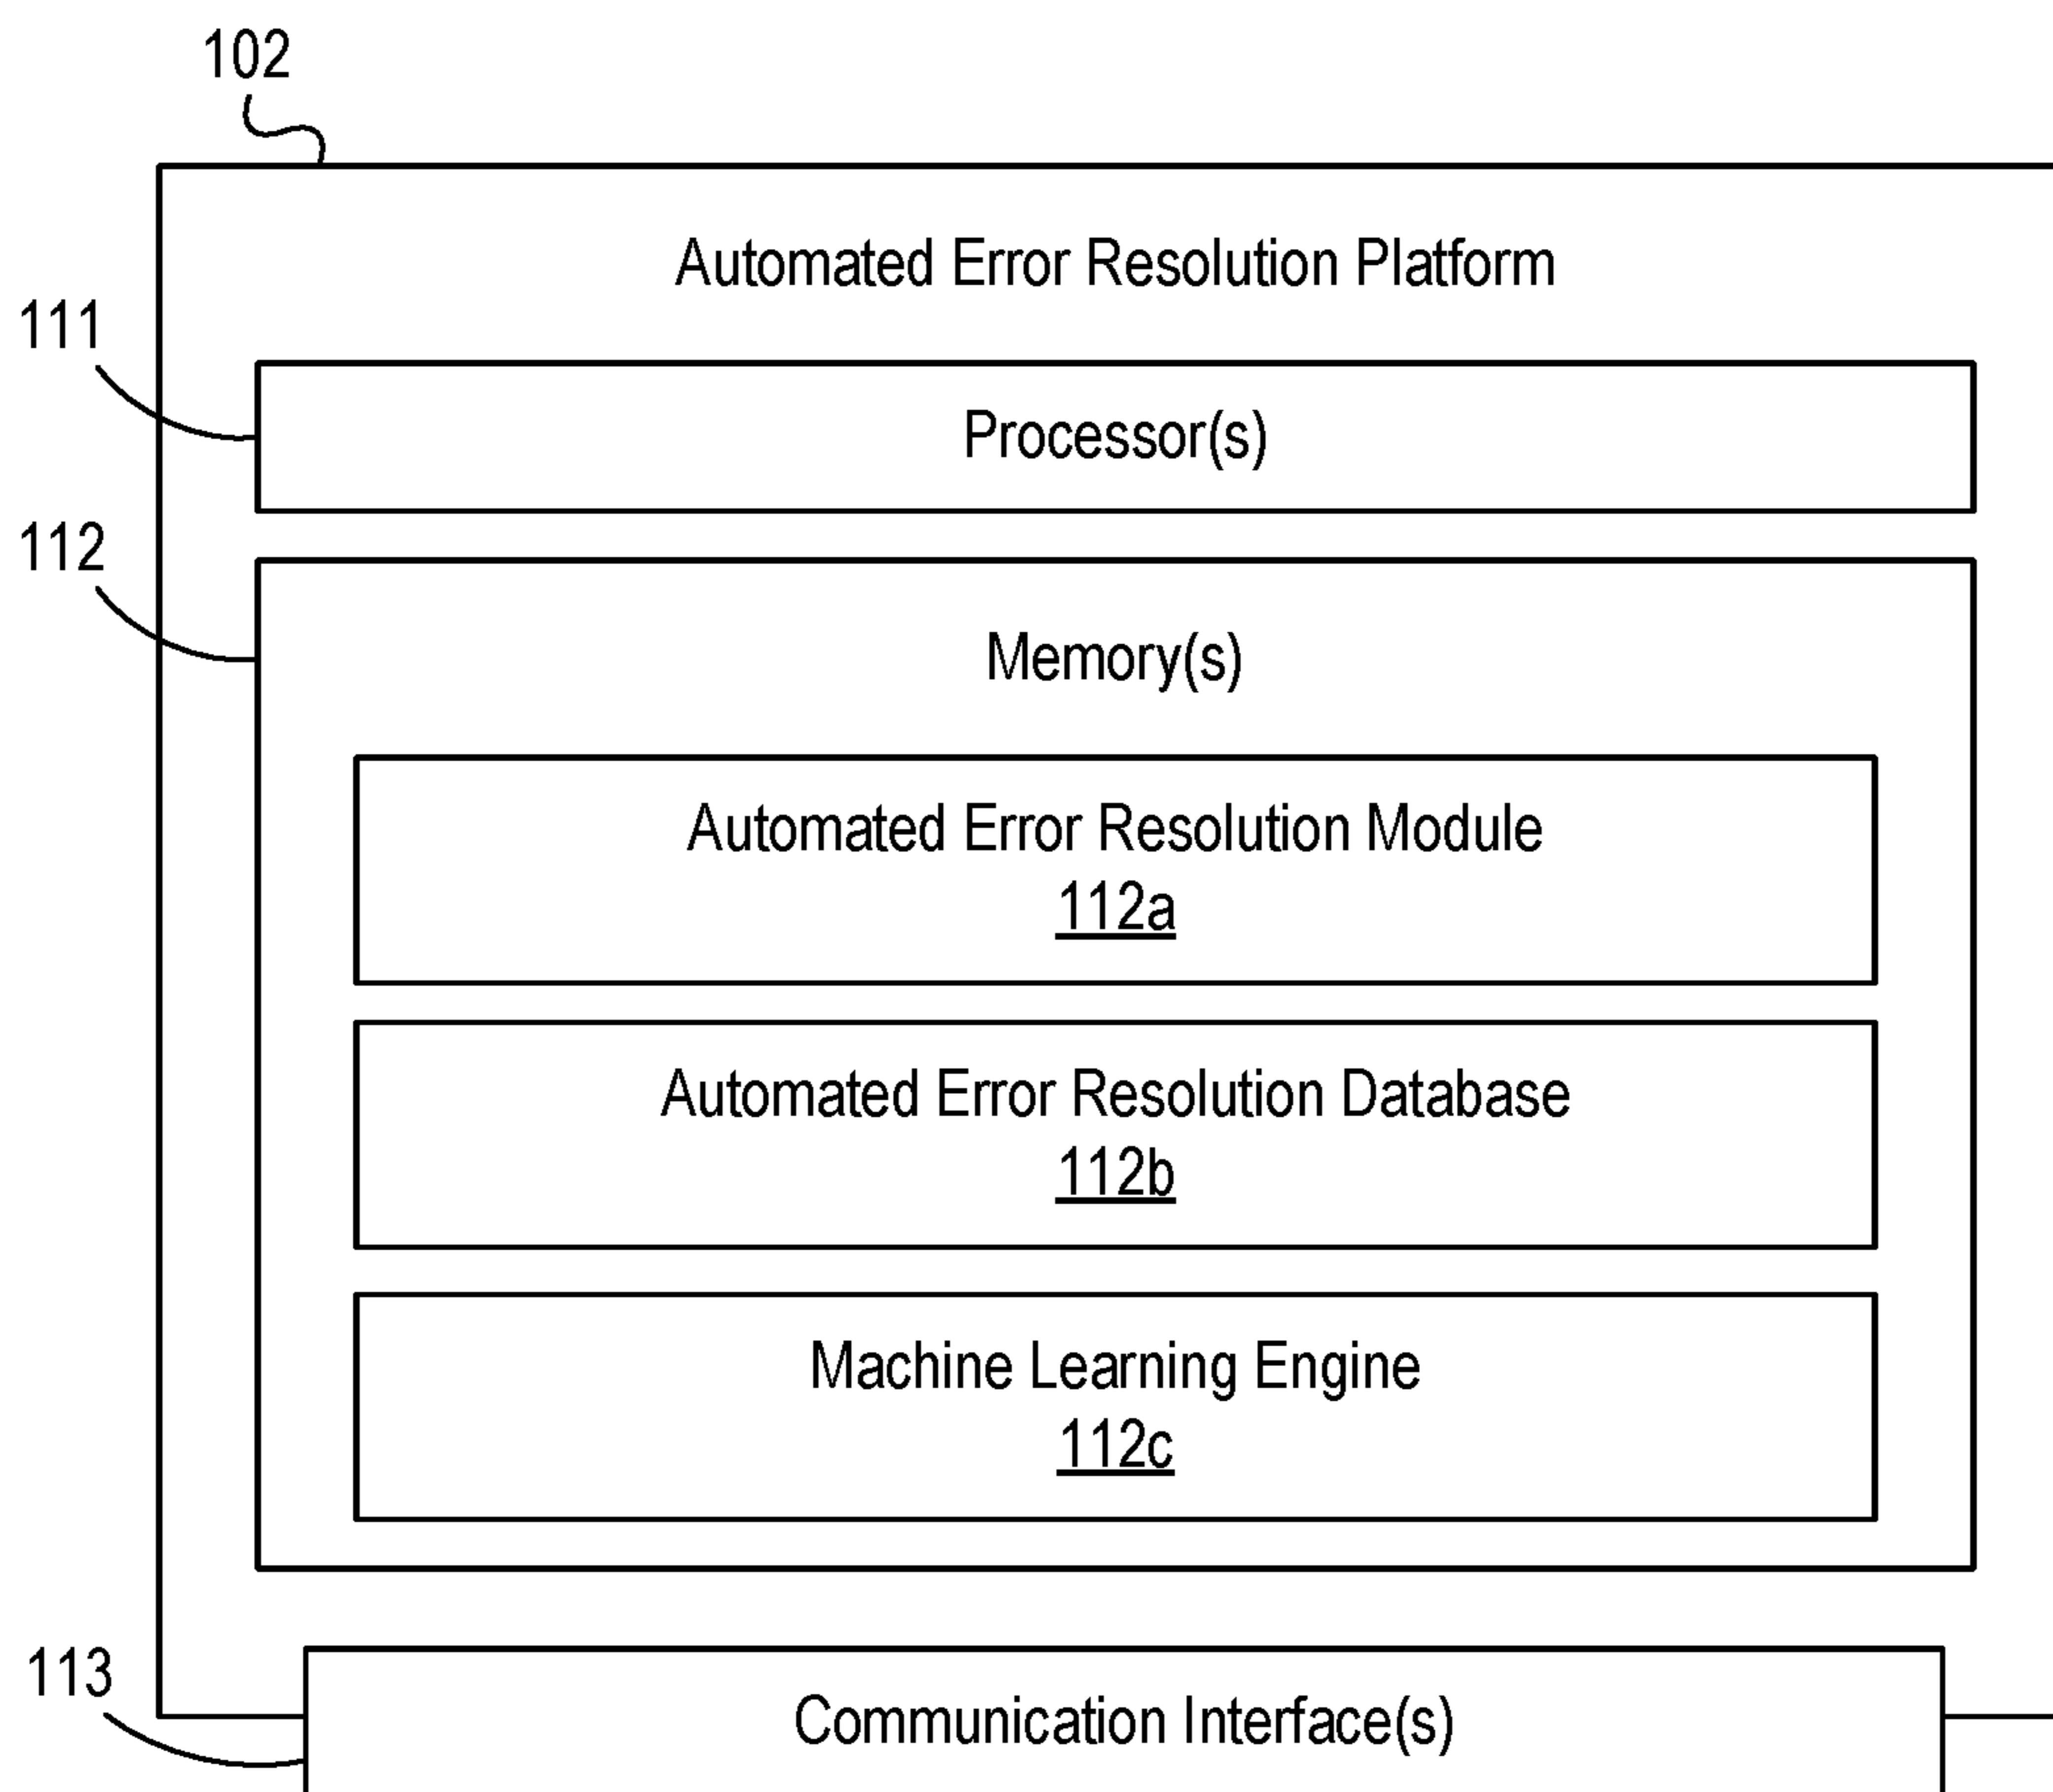 102
Automated Error Resolution Platform
111
Processor(s)
112
Memory(s)
Automated Error Resolution Module
112a
Automated Error Resolution Database
112b
Machine Learning Engine
112c
113
Communication Interface(s)